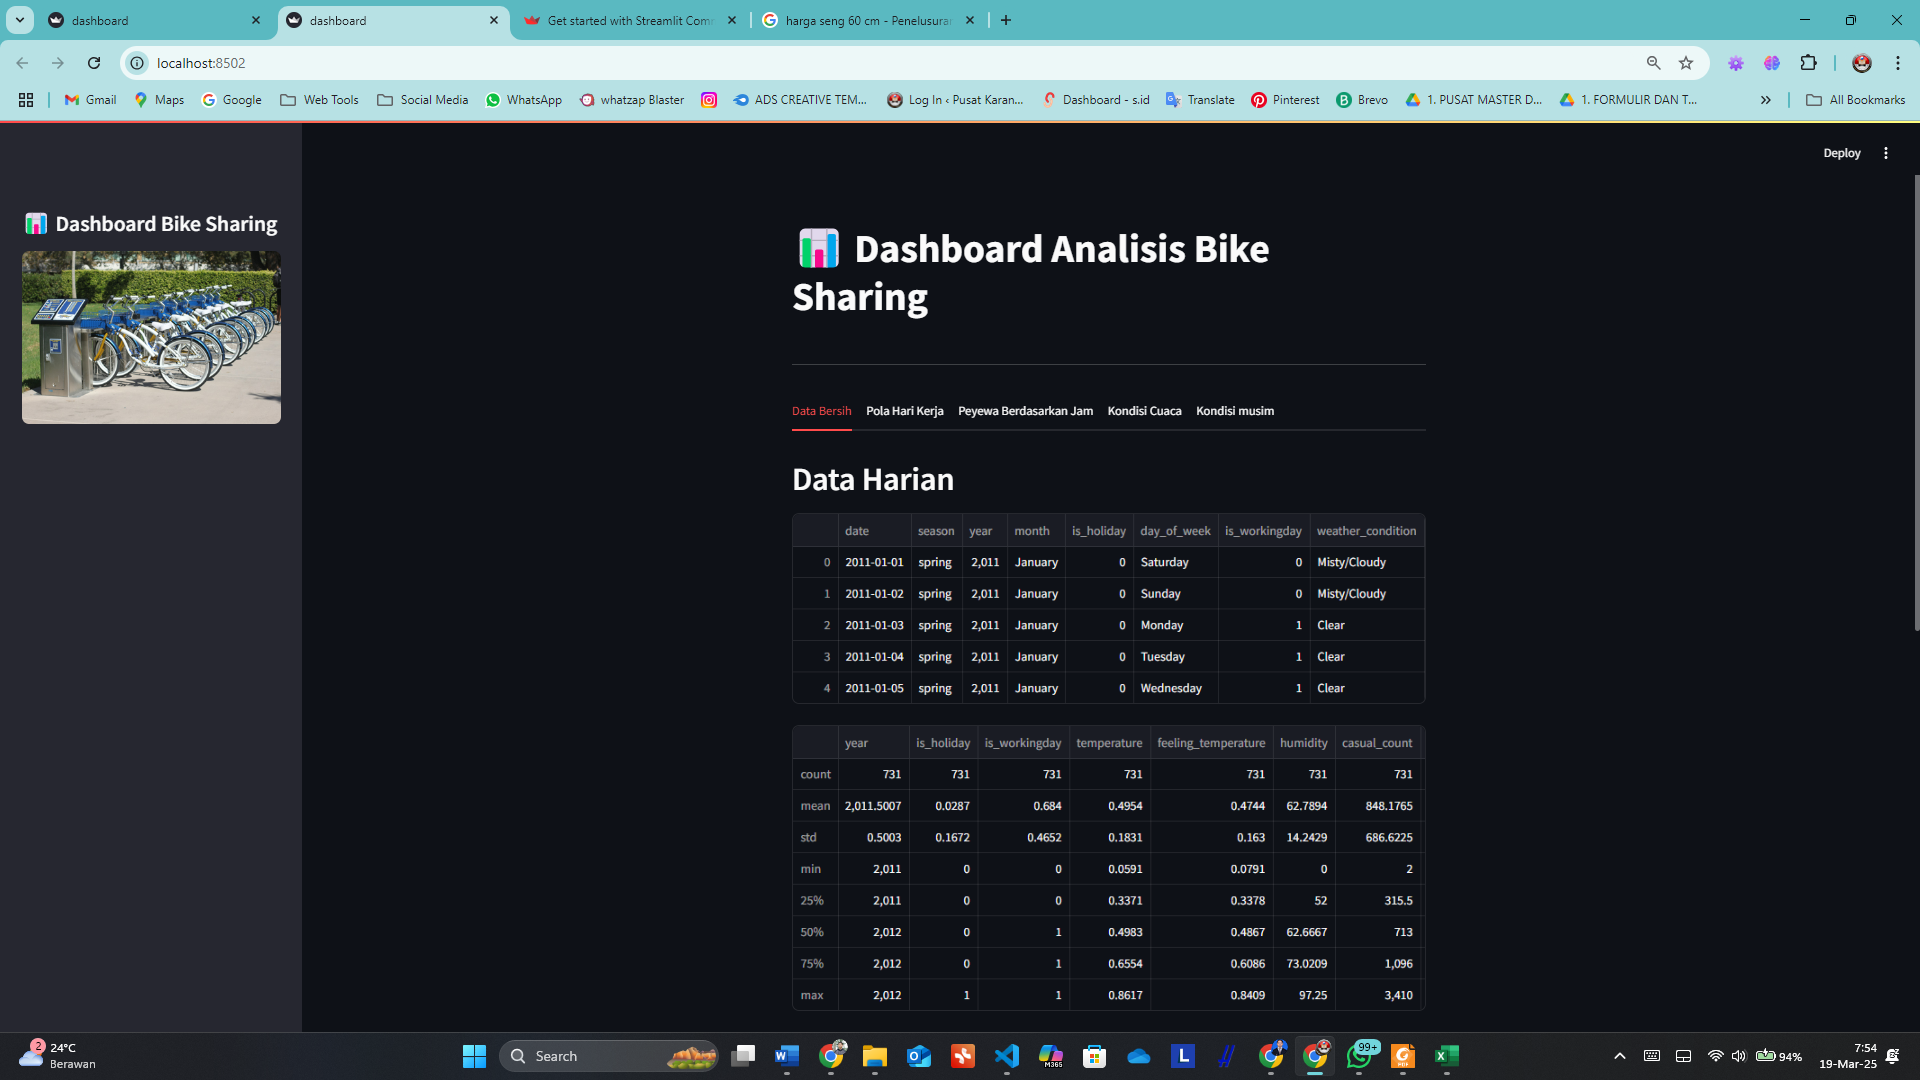 dashboard
dashboard
Get started with Streamlit Com
harga seng 60 cm - Penelusura
localhost:8502
Gmail
Maps
Google
Web Tools
Social Media
WhatsApp
whatzap Blaster
ADS CREATIVE TEM...
Log In ‹ Pusat Karan...
Dashboard - s.id
Translate
Pinterest
Brevo
1. PUSAT MASTER D...
1. FORMULIR DAN T...
All Bookmarks
Deploy
Dashboard Bike Sharing
Dashboard Analisis Bike
Sharing
Data Bersih Pola Hari Kerja Peyewa Berdasarkan Jam Kondisi Cuaca Kondisi musim
Data Harian
date season year month is_holiday day_of_week is_workingday weather_condition
0 2011-01-01 spring 2,011 January 0 Saturday 0 Misty/Cloudy
1 2011-01-02 spring 2,011 January 0 Sunday 0 Misty/Cloudy
2 2011-01-03 spring 2,011 January 0 Monday 1 Clear
3 2011-01-04 spring 2,011 January 0 Tuesday 1 Clear
4 2011-01-05 spring 2,011 January 0 Wednesday 1 Clear
year is_holiday is_workingday temperature feeling_temperature humidity casual_count
count 731 731 731 731 731 731 731
mean 2,011.5007 0.0287 0.684 0.4954 0.4744 62.7894 848.1765
std 0.5003 0.1672 0.4652 0.1831 0.163 14.2429 686.6225
min 2,011 0 0 0.0591 0.0791 0 2
25% 2,011 0 0 0.3371 0.3378 52 315.5
50% 2,012 0 1 0.4983 0.4867 62.6667 713
75% 2,012 0 1 0.6554 0.6086 73.0209 1,096
max 2,012 1 1 0.8617 0.8409 97.25 3,410
2
24°C
Berawan
Search
M365
L
99+
PDF
94%
7:54
19-Mar-25